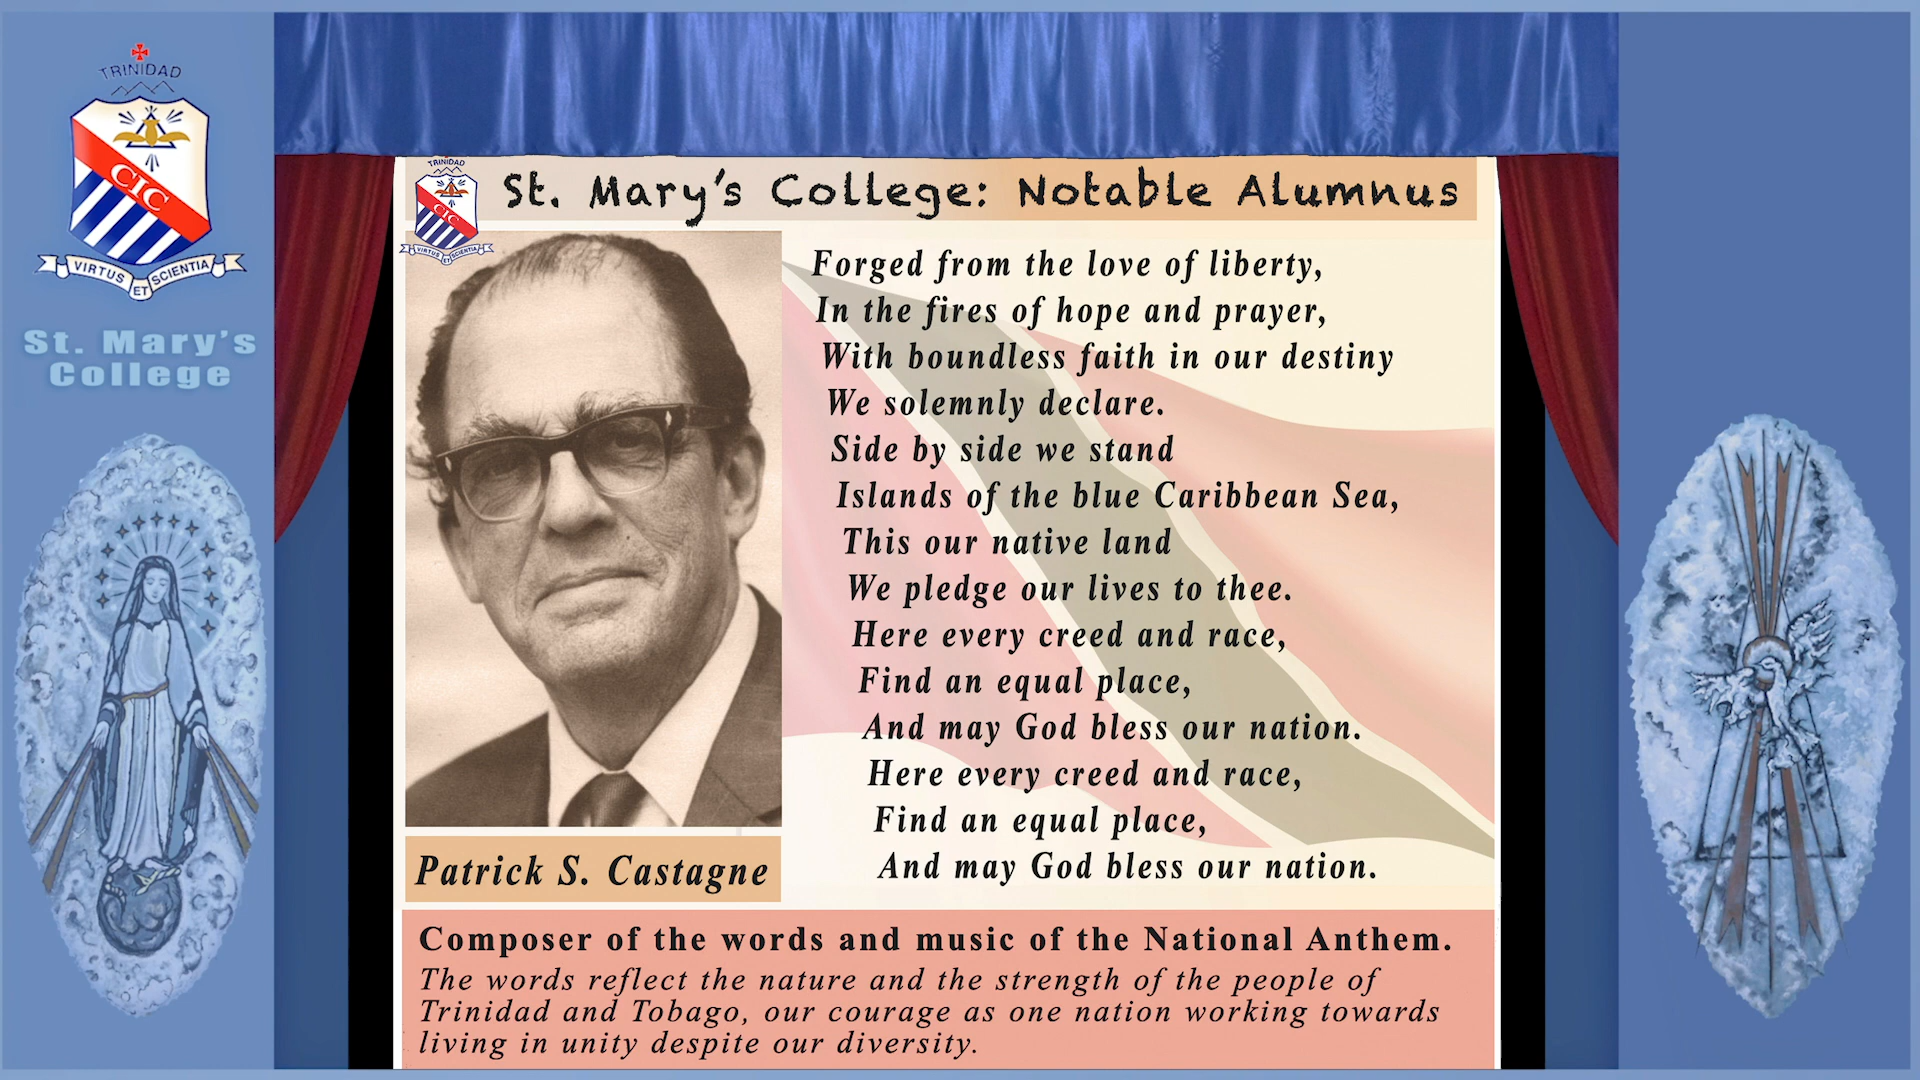 TRINIDAD
CIC
VIRTUS ET SCIENTIA
St. Mary's
College
TRINIDAD
CIC
VIRTUS ET SCIENTIA
St. Mary's College: Notable Alumnus
Forged from the love of liberty,
In the fires of hope and prayer,
With boundless faith in our destiny
We solemnly declare.
Side by side we stand
Islands of the blue Caribbean Sea,
This our native land
We pledge our lives to thee.
Here every creed and race,
Find an equal place,
And may God bless our nation.
Here every creed and race,
Find an equal place,
And may God bless our nation.
Patrick S. Castagne
Composer of the words and music of the National Anthem.
The words reflect the nature and the strength of the people of
Trinidad and Tobago, our courage as one nation working towards
living in unity despite our diversity.